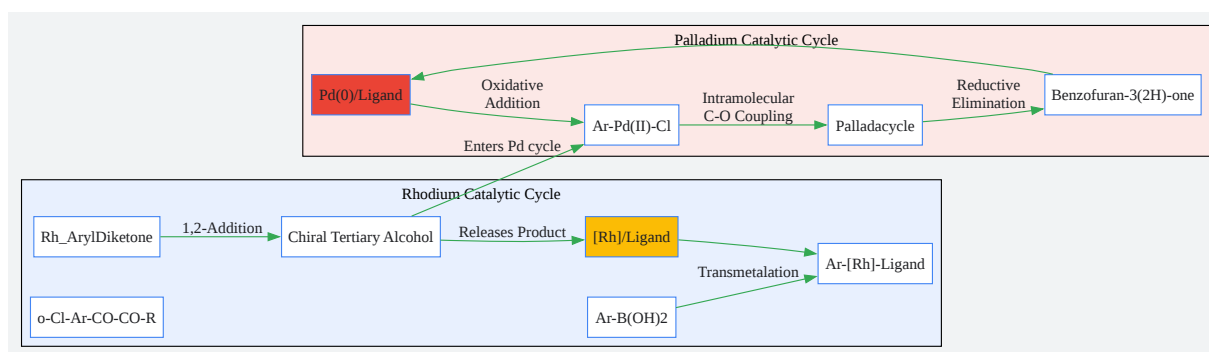 Palladium Catalytic Cycle
Pd(0)/Ligand
Oxidative
Addition
Ar-Pd(II)-Cl
Intramolecular
C-O Coupling
Palladacycle
Reductive
Elimination
Benzofuran-3(2H)-one
Enters Pd cycle
Rhodium Catalytic Cycle
Rh_ArylDiketone
1,2-Addition
Chiral Tertiary Alcohol
Releases Product
[Rh]/Ligand
Ar-[Rh]-Ligand
Transmetalation
o-Cl-Ar-CO-CO-R
Ar-B(OH)2